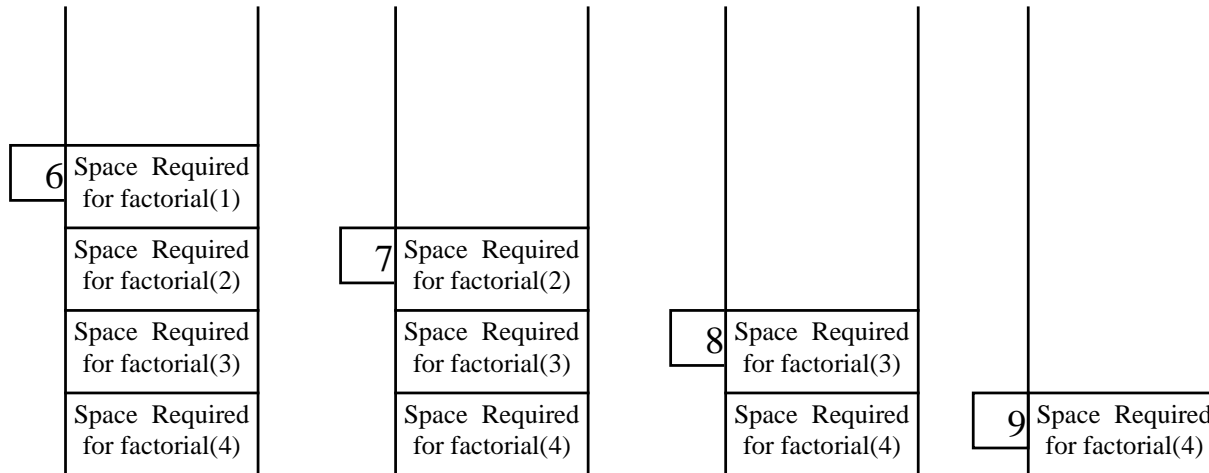 6
Space Required
for factorial(1)
Space Required
for factorial(2)
Space Required
for factorial(3)
Space Required
for factorial(4)
7
Space Required
for factorial(2)
Space Required
for factorial(3)
Space Required
for factorial(4)
8
Space Required
for factorial(3)
Space Required
for factorial(4)
9
Space Required
for factorial(4)